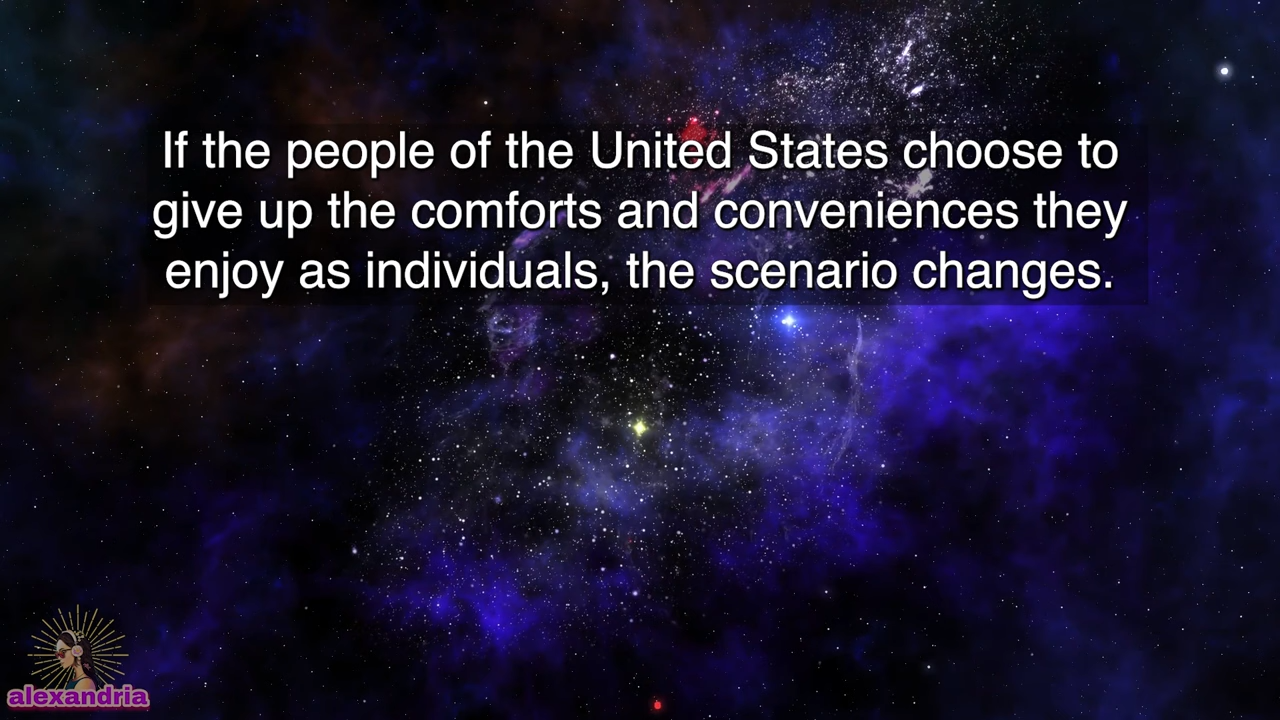 If the people of the United States choose to
give up the comforts and conveniences they
enjoy as individuals, the scenario changes.
alexandria